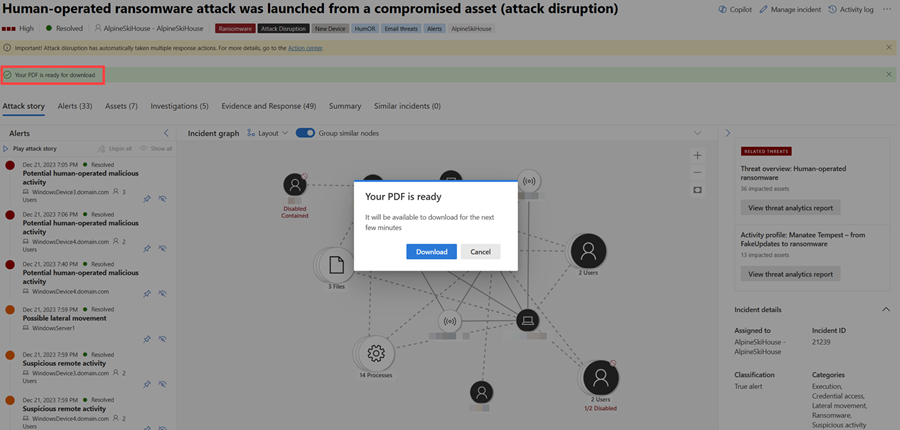 Human-operated ransomware attack was launched from a compromised asset (attack disruption)
Copilot
Manage incident
Activity log
High
Resolved
AlpineSkiHouse - AlpineSkiHouse
Ransomware
Attack Disruption
New Device
HumOR
Email threats
Alerts
AlpineSkiHouse
Important! Attack disruption has automatically taken multiple response actions. For more details, go to the Action center.
Your PDF is ready for download
Attack story
Alerts (33)
Assets (7)
Investigations (5)
Evidence and Response (49)
Summary
Similar incidents (0)
Alerts
Play attack story
Unpin all
Show all
Dec 21, 2023 7:05 PM
Resolved
Potential human-operated malicious
activity
WindowsDevice3.domain.com
3
Users
Dec 21, 2023 7:06 PM
Resolved
Potential human-operated malicious
activity
WindowsDevice4.domain.com
2
Users
Dec 21, 2023 7:40 PM
Resolved
Potential human-operated malicious
activity
WindowsDevice4.domain.com
2
Users
Dec 21, 2023 7:59 PM
Resolved
Possible lateral movement
WindowsServer1
Dec 21, 2023 7:59 PM
Resolved
Suspicious remote activity
WindowsDevice3.domain.com
2
Users
Dec 21, 2023 7:59 PM
Resolved
Suspicious remote activity
WindowsDevice4.domain.com
2
Users
Incident graph
Layout
Group similar nodes
Disabled
Contained
3 Files
14 Processes
2 Users
2 Users
1/2 Disabled
Your PDF is ready
It will be available to download for the next
few minutes
Download
Cancel
RELATED THREATS
Threat overview: Human-operated
ransomware
36 impacted assets
View threat analytics report
Activity profile: Manatee Tempest – from
FakeUpdates to ransomware
13 impacted assets
View threat analytics report
Incident details
Assigned to
Incident ID
AlpineSkiHouse -
AlpineSkiHouse
21239
Classification
Categories
True alert
Execution,
Credential access,
Lateral movement,
Ransomware,
Suspicious activity